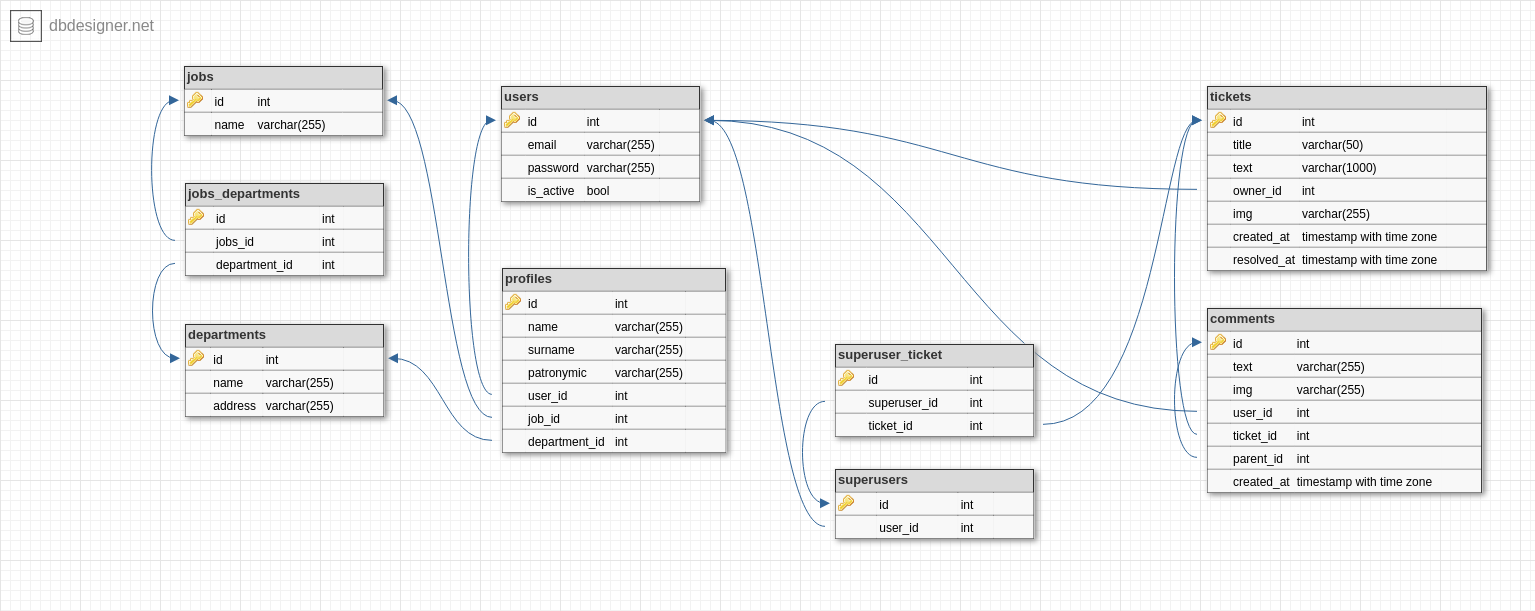 dbdesigner.net
jobs
id int
name varchar(255)
jobs_departments
id int
jobs_id int
department_id int
departments
id int
name varchar(255)
address varchar(255)
users
id int
email varchar(255)
password varchar(255)
is_active bool
profiles
id int
name varchar(255)
surname varchar(255)
patronymic varchar(255)
user_id int
job_id int
department_id int
superuser_ticket
id int
superuser_id int
ticket_id int
superusers
id int
user_id int
tickets
id int
title varchar(50)
text varchar(1000)
owner_id int
img varchar(255)
created_at timestamp with time zone
resolved_at timestamp with time zone
comments
id int
text varchar(255)
img varchar(255)
user_id int
ticket_id int
parent_id int
created_at timestamp with time zone